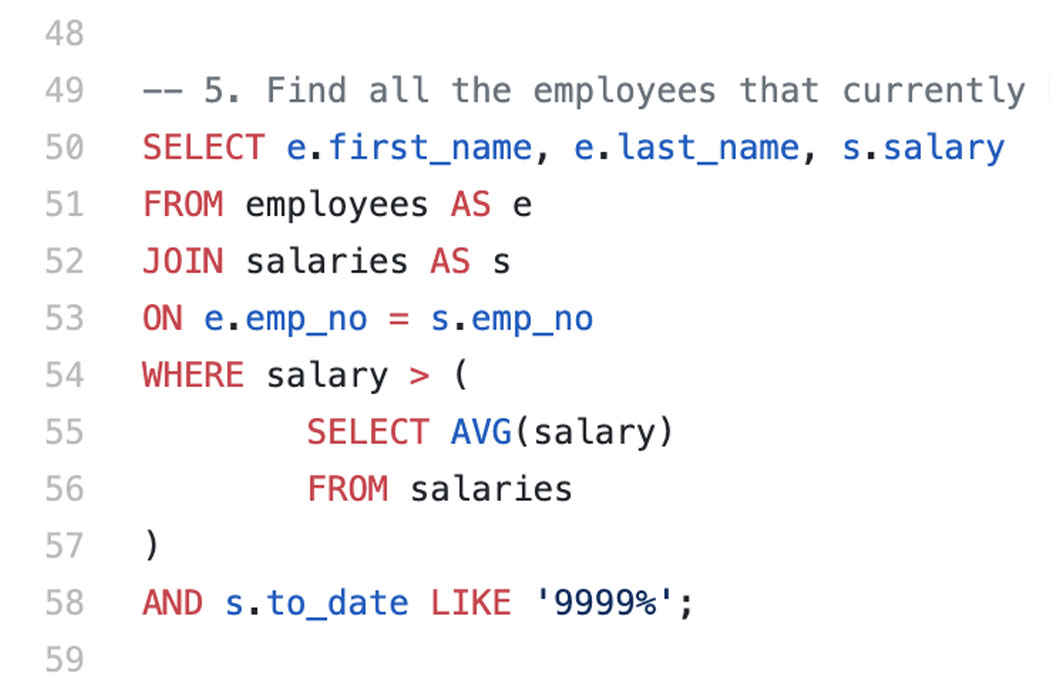 48
49 -- 5. Find all the employees that currently
50 SELECT e.first_name, e.last_name, s.salary
51 FROM employees AS e
52 JOIN salaries AS s
53 ON e.emp_no = s.emp_no
54 WHERE salary > (
55 SELECT AVG(salary)
56 FROM salaries
57 )
58 AND s.to_date LIKE '9999%';
59